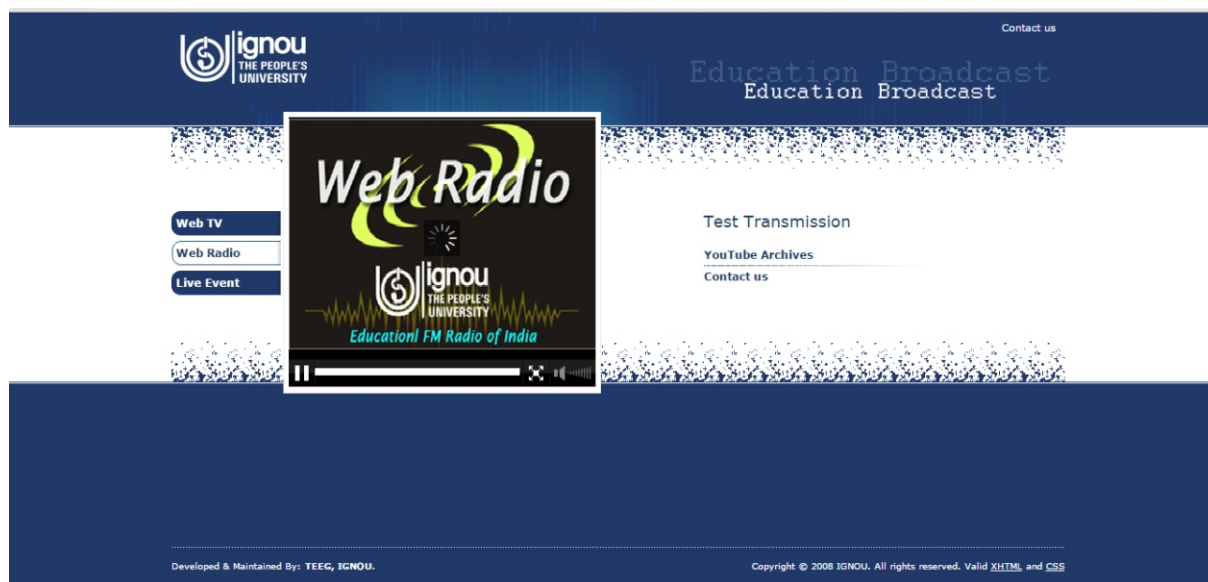 Contact us
ignou
THE PEOPLE'S
UNIVERSITY
Education Broadcast
Education Broadcast
Web Radio
ignou
THE PEOPLE'S
UNIVERSITY
Educationl FM Radio of India
Web TV
Web Radio
Live Event
Test Transmission
YouTube Archives
Contact us
Developed & Maintained By: TEEG, IGNOU.
Copyright © 2008 IGNOU. All rights reserved. Valid XHTML and CSS